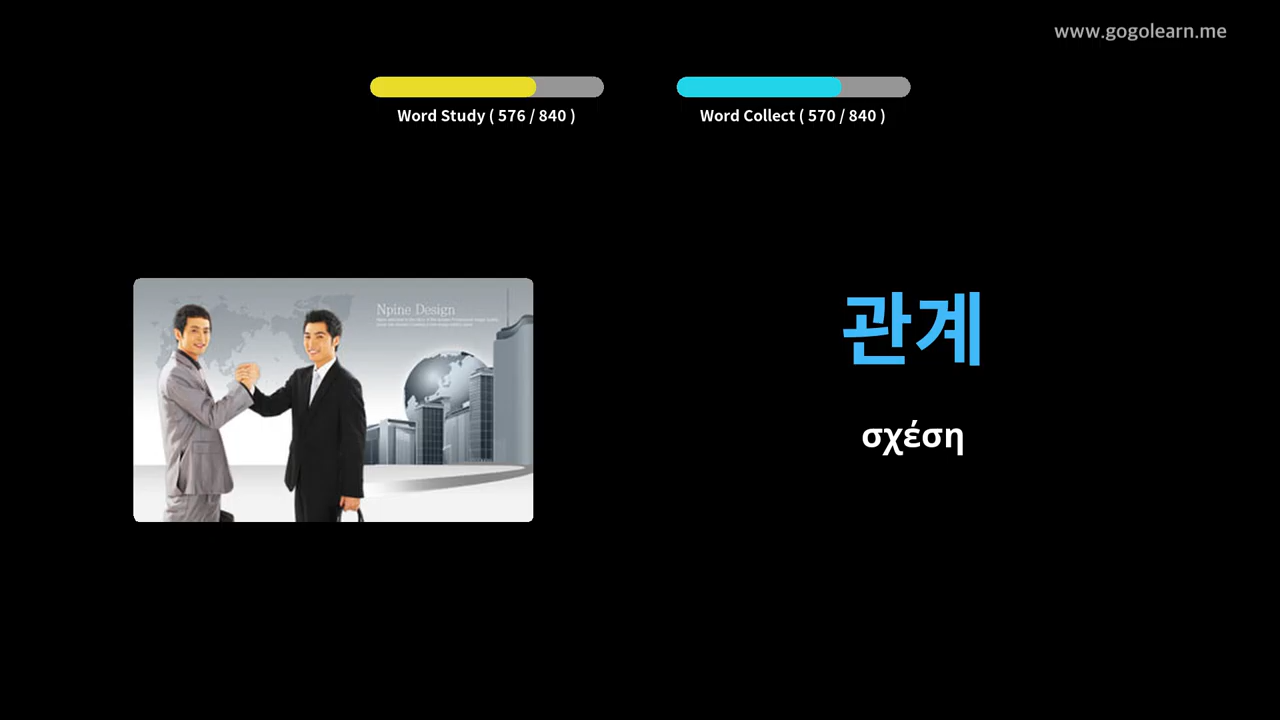 www.gogolearn.me
Word Study ( 576 / 840 )
Word Collect ( 570 / 840 )
Npine Design
관계
σχέση